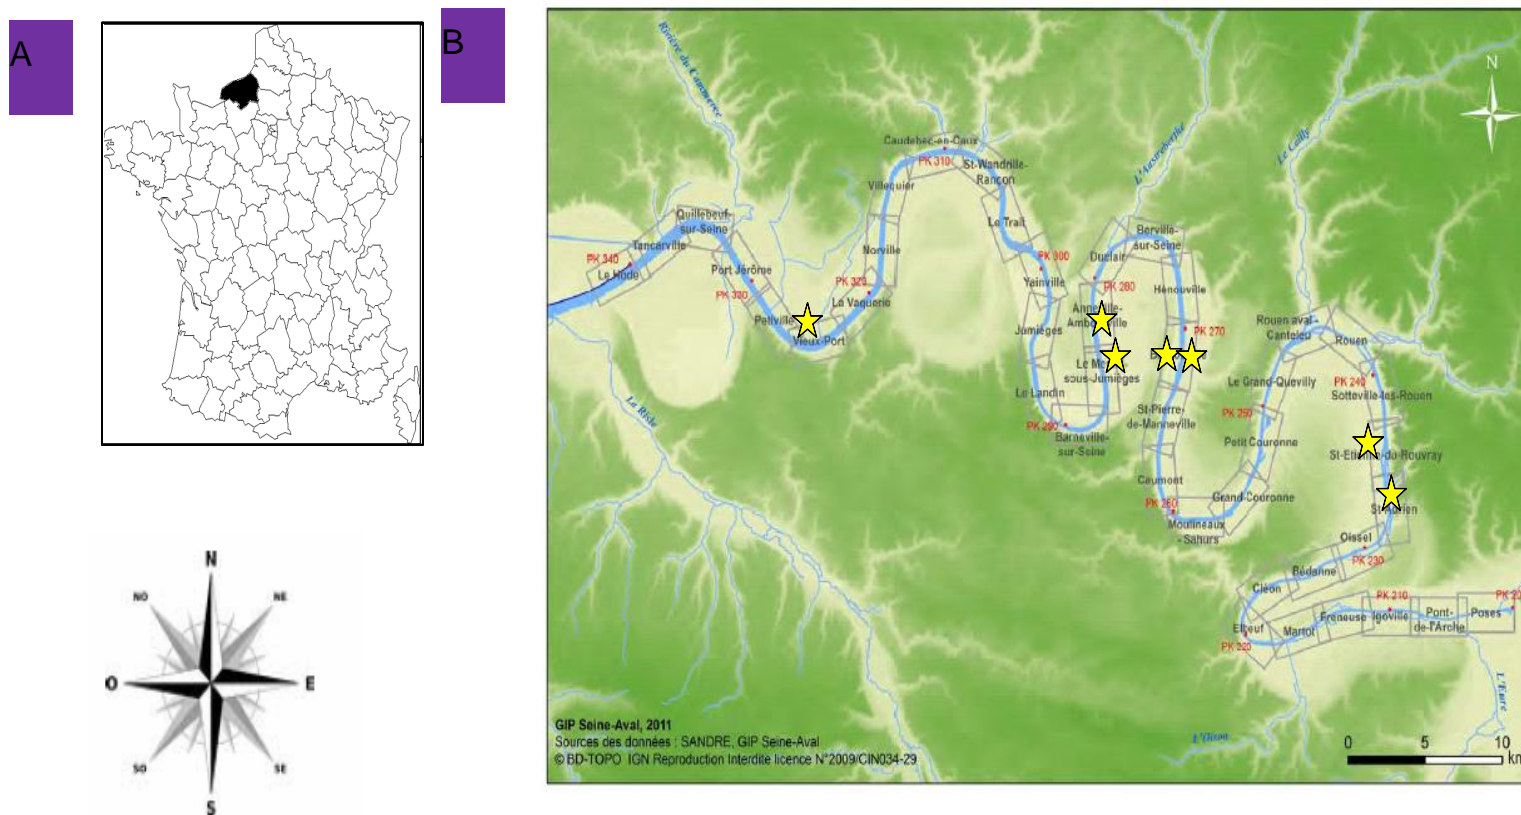 A
B
N
NO
NE
O
E
SO
SE
S
Rivière du Commerce
L'Austreberthe
Le Cailly
N
Caudebec-en-Caux
PK 310
St-Wandrille-
Rançon
Villequier
Quillebeuf-
sur-Seine
Tancarville
PK 340
Le Hode
Port Jérôme
PK 330
Petiville
Vieux-Port
PK 320
La Vaquerie
Norville
Le Trait
PK 300
Yainville
Jumièges
Le Landin
PK 290
Barneville-
sur-Seine
Duclair
PK 280
Berville-
sur-Seine
Hénouville
Anneville-
sous-Jumièges
PK 270
St-Pierre-
de-Manneville
Caumont
PK 260
Moulineaux
- Sahurs
Grand-Couronne
Petit Couronne
PK 250
Le Grand-Quevilly
Rouen aval -
Canteleu
Rouen
PK 240
Sotteville-les-Rouen
St-Etienne-du-Rouvray
St-Adrien
Oissel
PK 230
Bédanne
Cléon
Elbeuf
PK 220
Martot
Freneuse
PK 210
Igoville
Pont-
de-l'Arche
Poses
La Risle
L'Oison
L'Eure
GIP Seine-Aval, 2011
Sources des données : SANDRE, GIP Seine-Aval
© BD-TOPO IGN Reproduction Interdite licence N°2009/CIN034-29
0 5 10
km